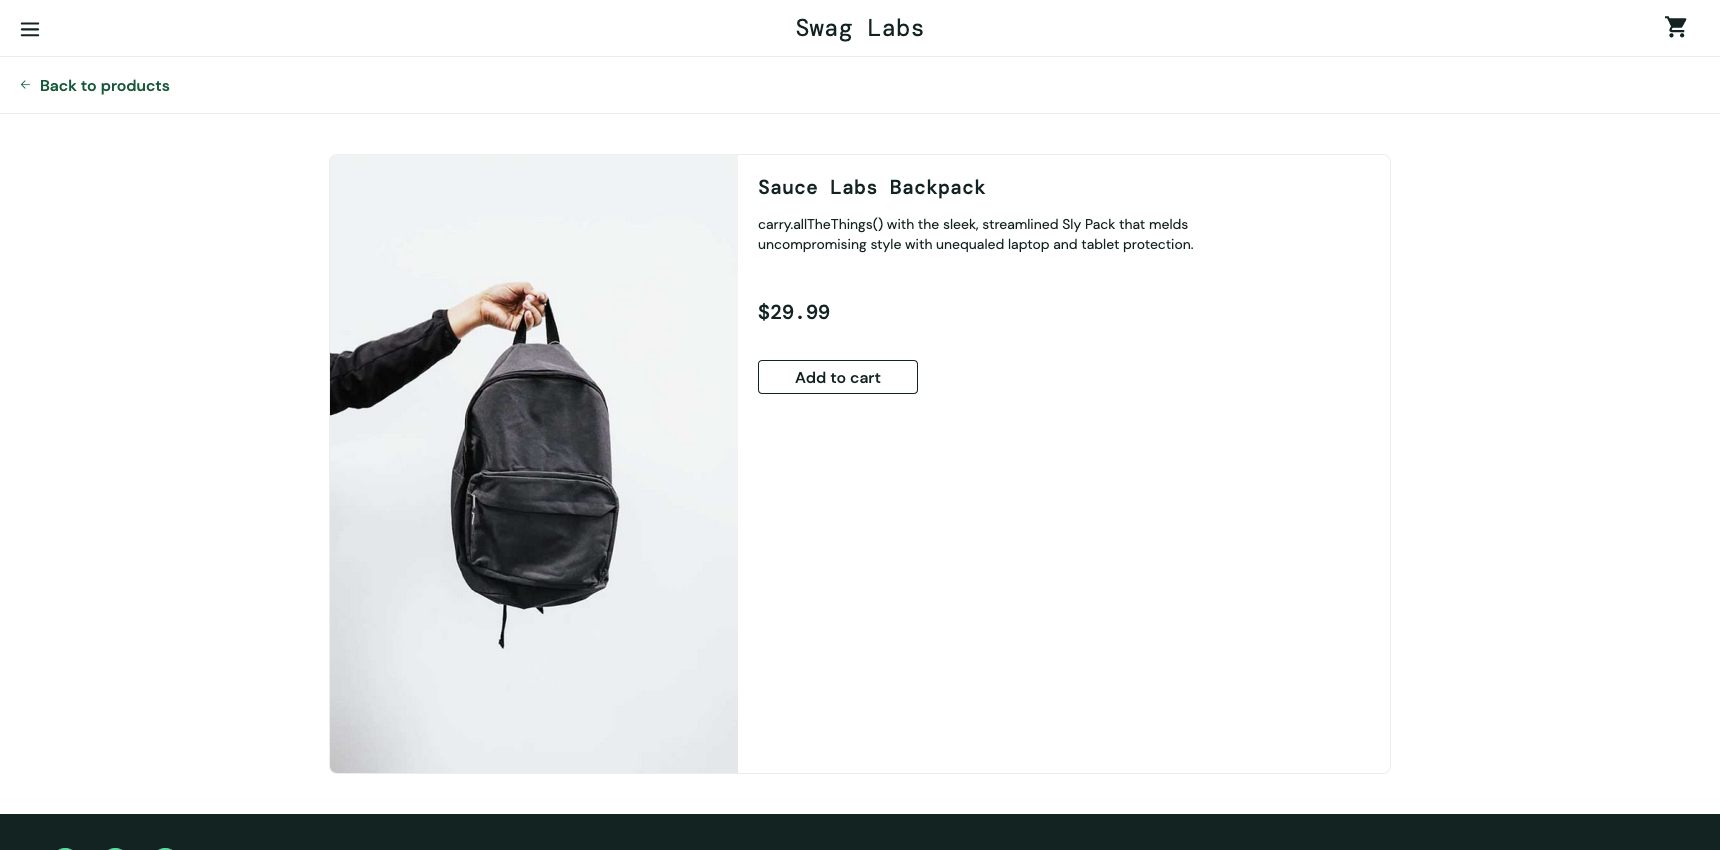 Swag Labs
Back to products
Sauce Labs Backpack
carry.allTheThings() with the sleek, streamlined Sly Pack that melds
uncompromising style with unequaled laptop and tablet protection.
$29.99
Add to cart